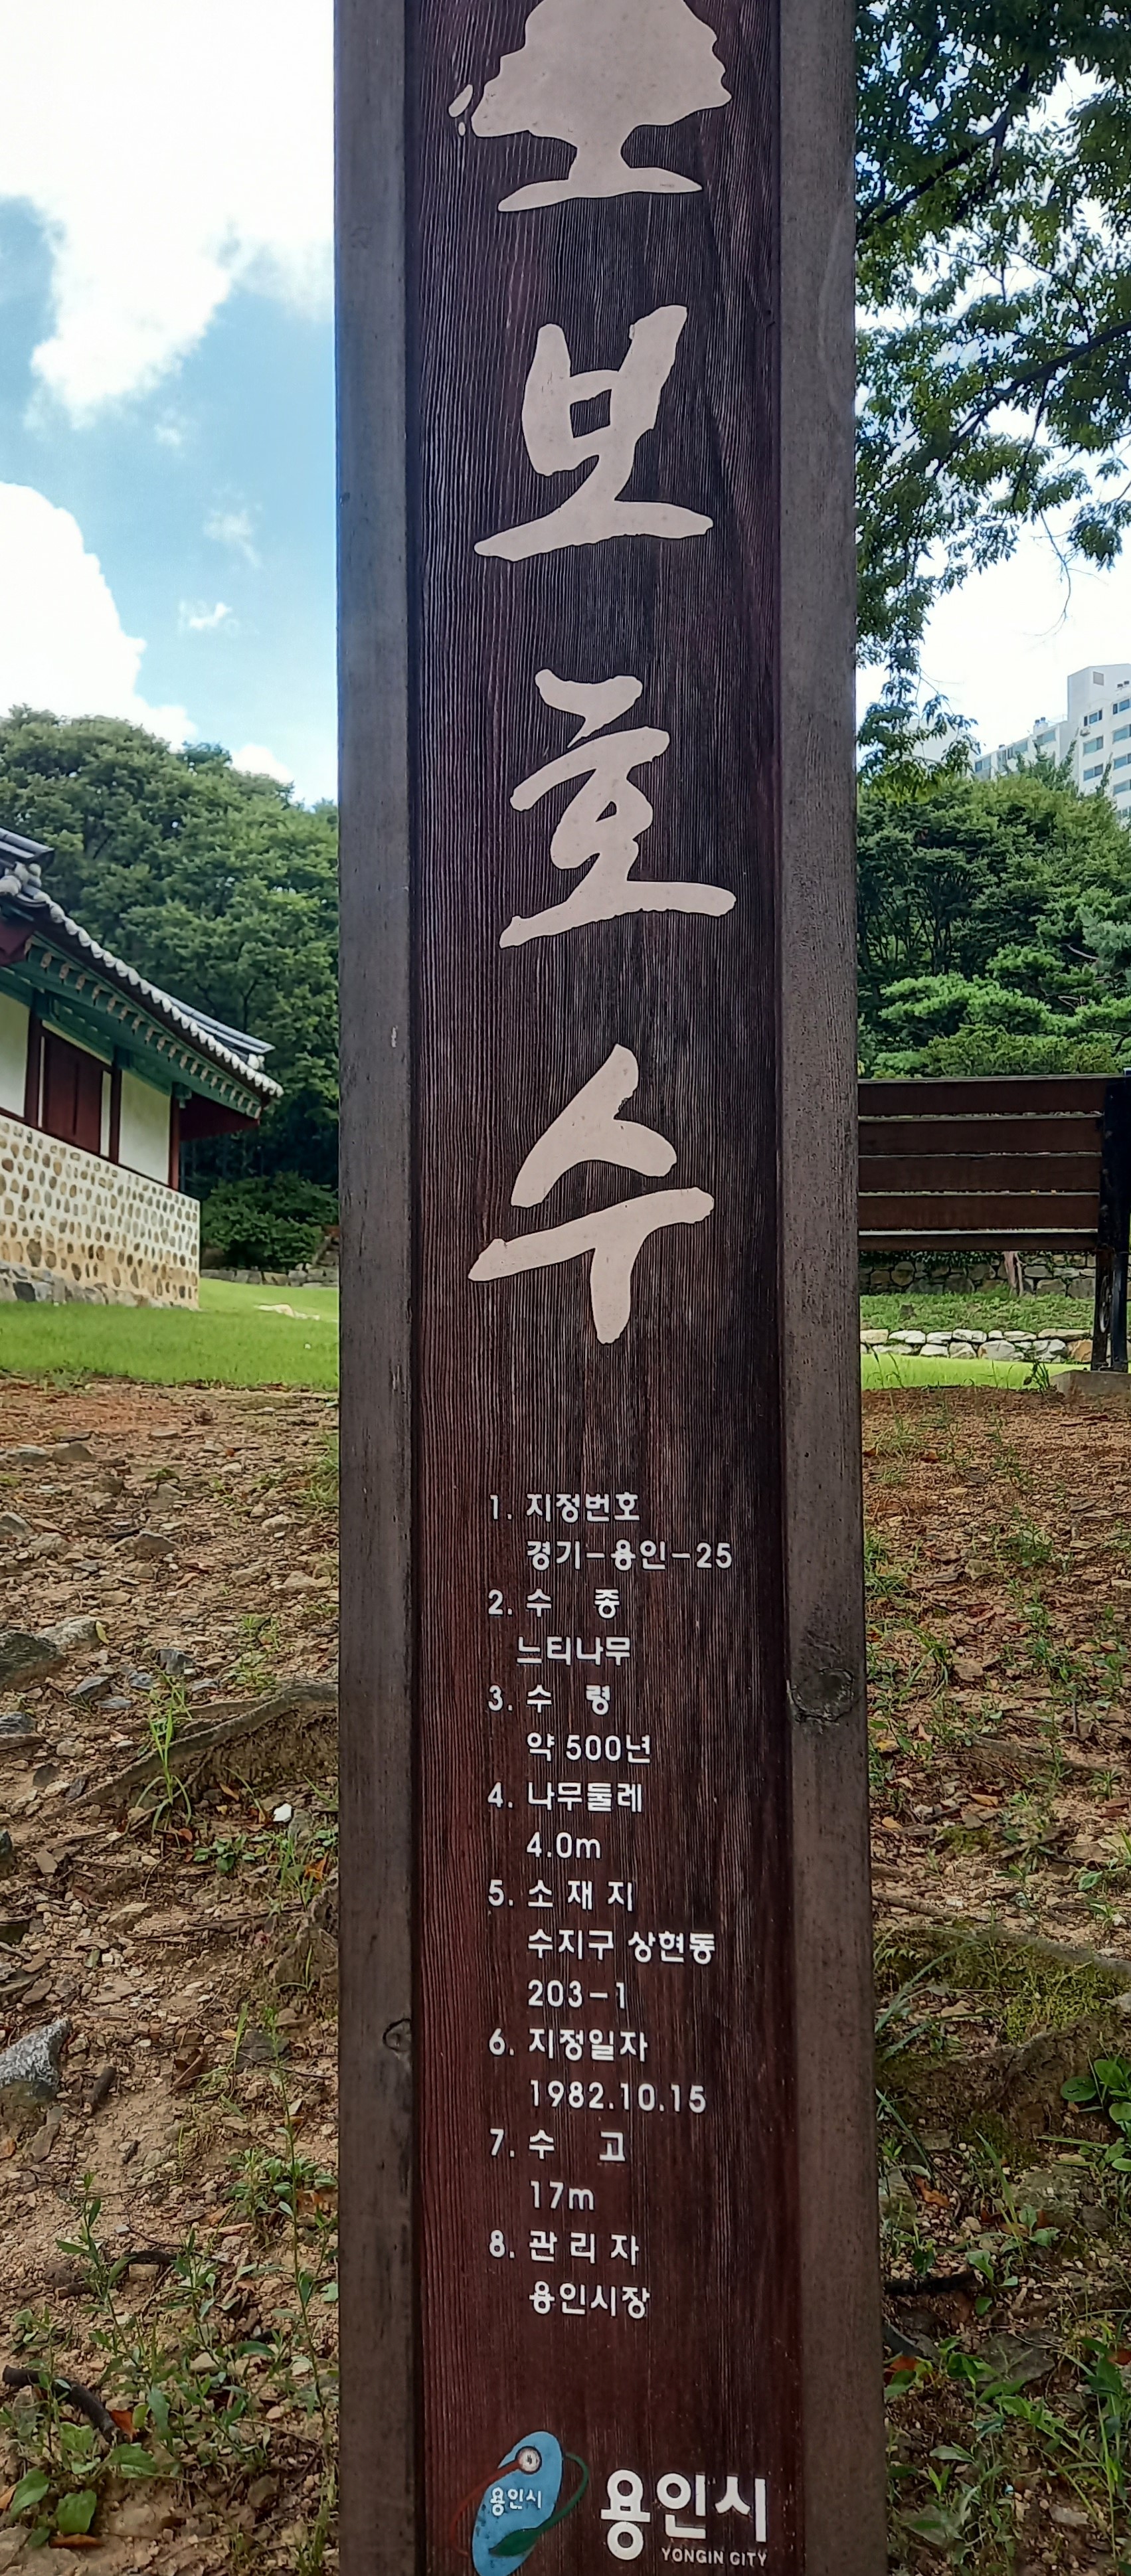 보호수
1. 지정번호
경기-용인-25
2. 수 종
느티나무
3. 수 령
약 500년
4. 나무둘레
4.0m
5. 소 재 지
수지구 상현동
203-1
6. 지정일자
1982.10.15
7. 수 고
17m
8. 관 리 자
용인시장
용인시
용인시
YONGIN CITY